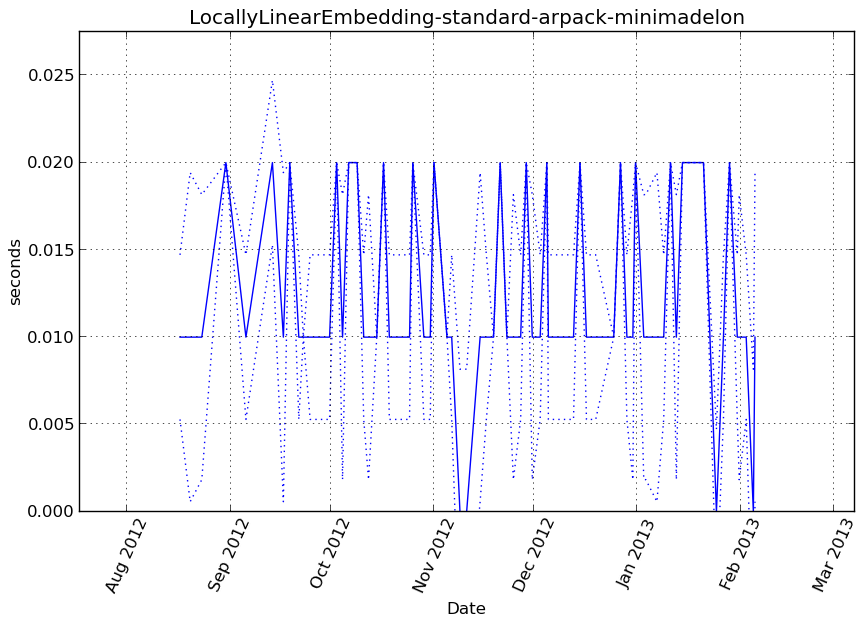 LocallyLinearEmbedding-standard-arpack-minimadelon
0.025
0.020
0.015
0.010
0.005
0.000
seconds
Aug 2012
Sep 2012
Oct 2012
Nov 2012
Dec 2012
Jan 2013
Feb 2013
Mar 2013
Date